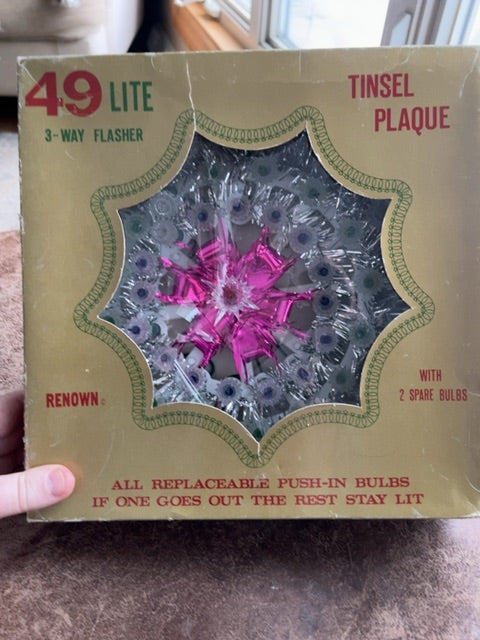 49 LITE
3-WAY FLASHER
TINSEL
PLAQUE
RENOWN
WITH
2 SPARE BULBS
ALL REPLACEABLE PUSH-IN BULBS
IF ONE GOES OUT THE REST STAY LIT